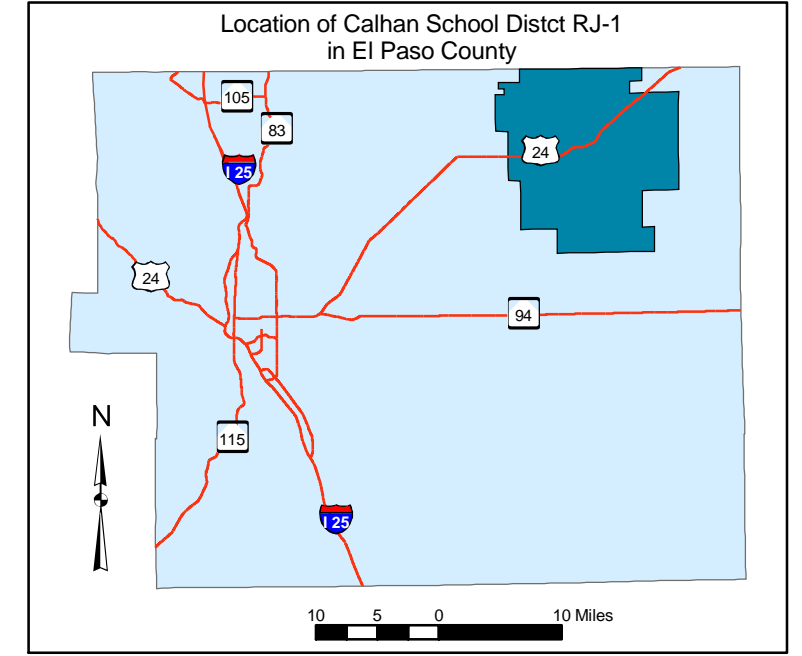 Location of Calhan School Distct RJ-1
in El Paso County
105
83
I 25
24
24
94
N
115
I 25
10 5 0 10 Miles